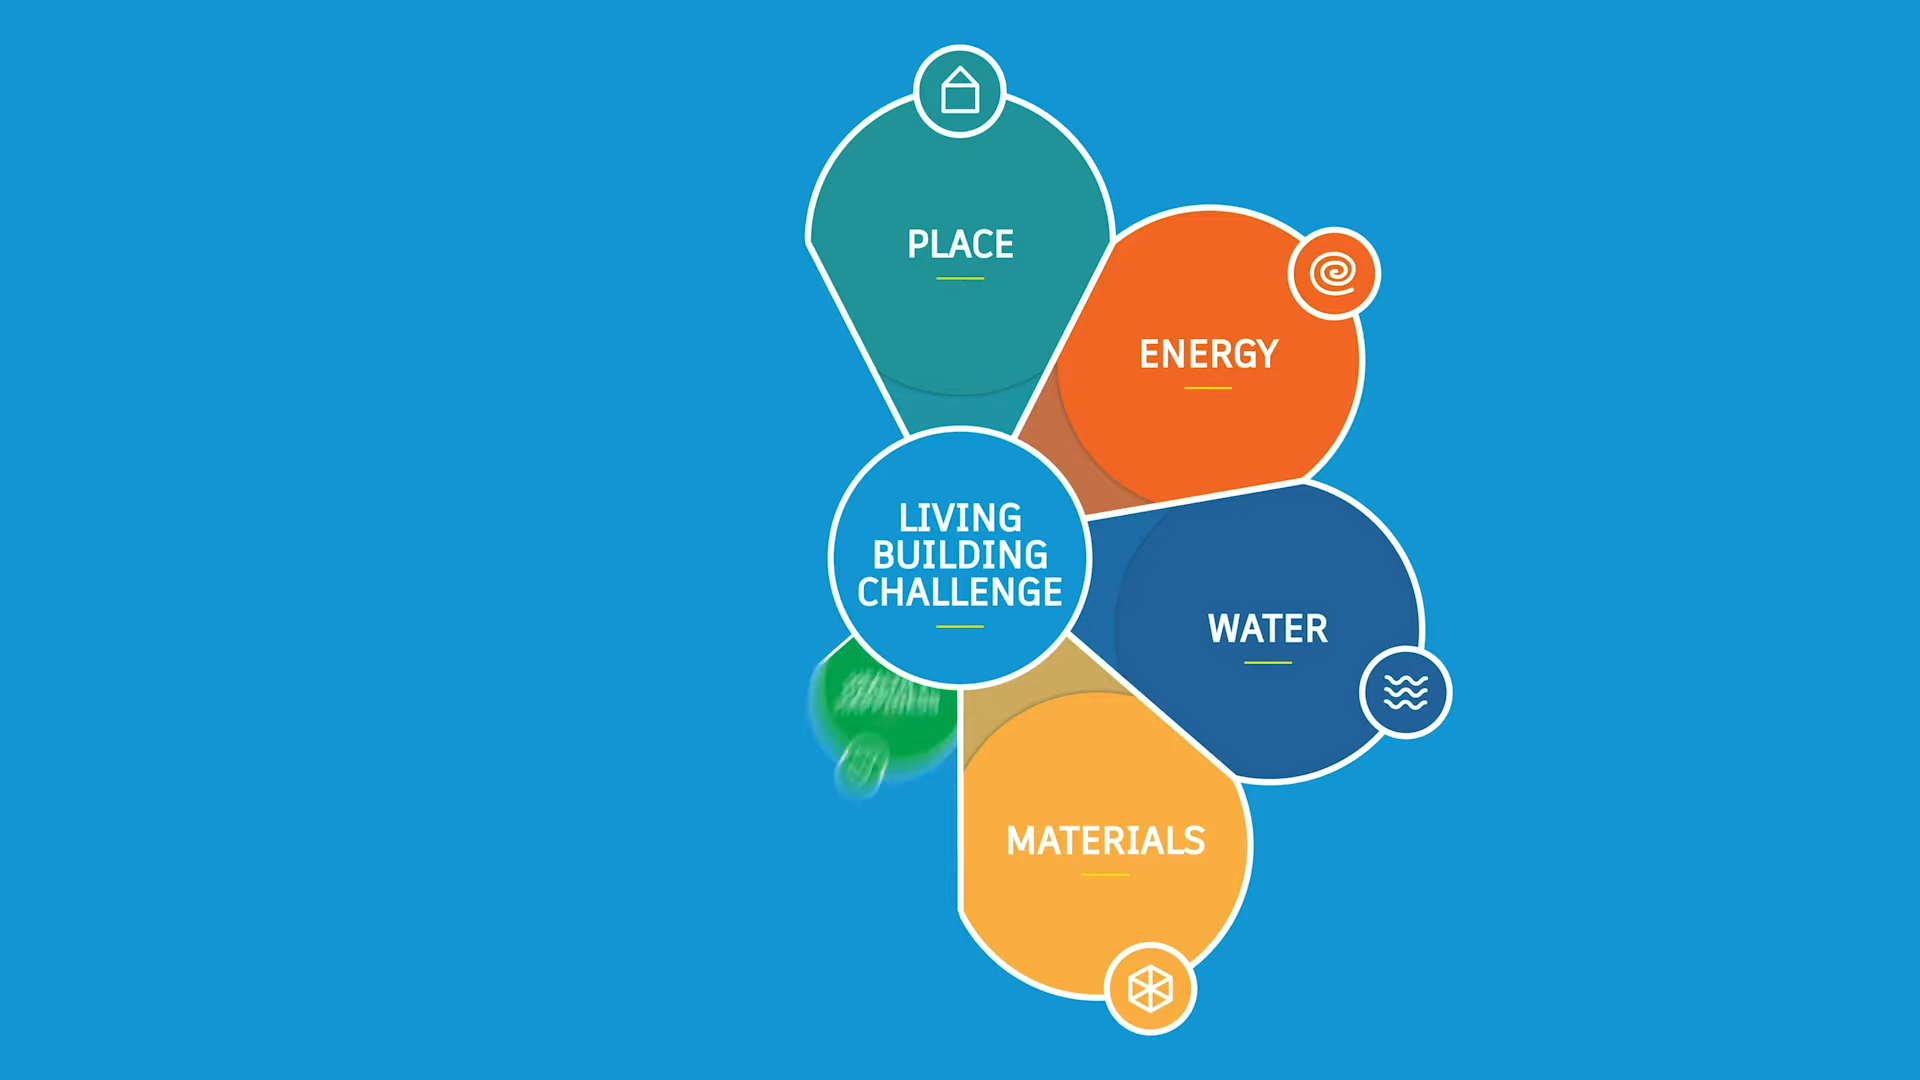 PLACE
ENERGY
LIVING
BUILDING
CHALLENGE
WATER
MATERIALS